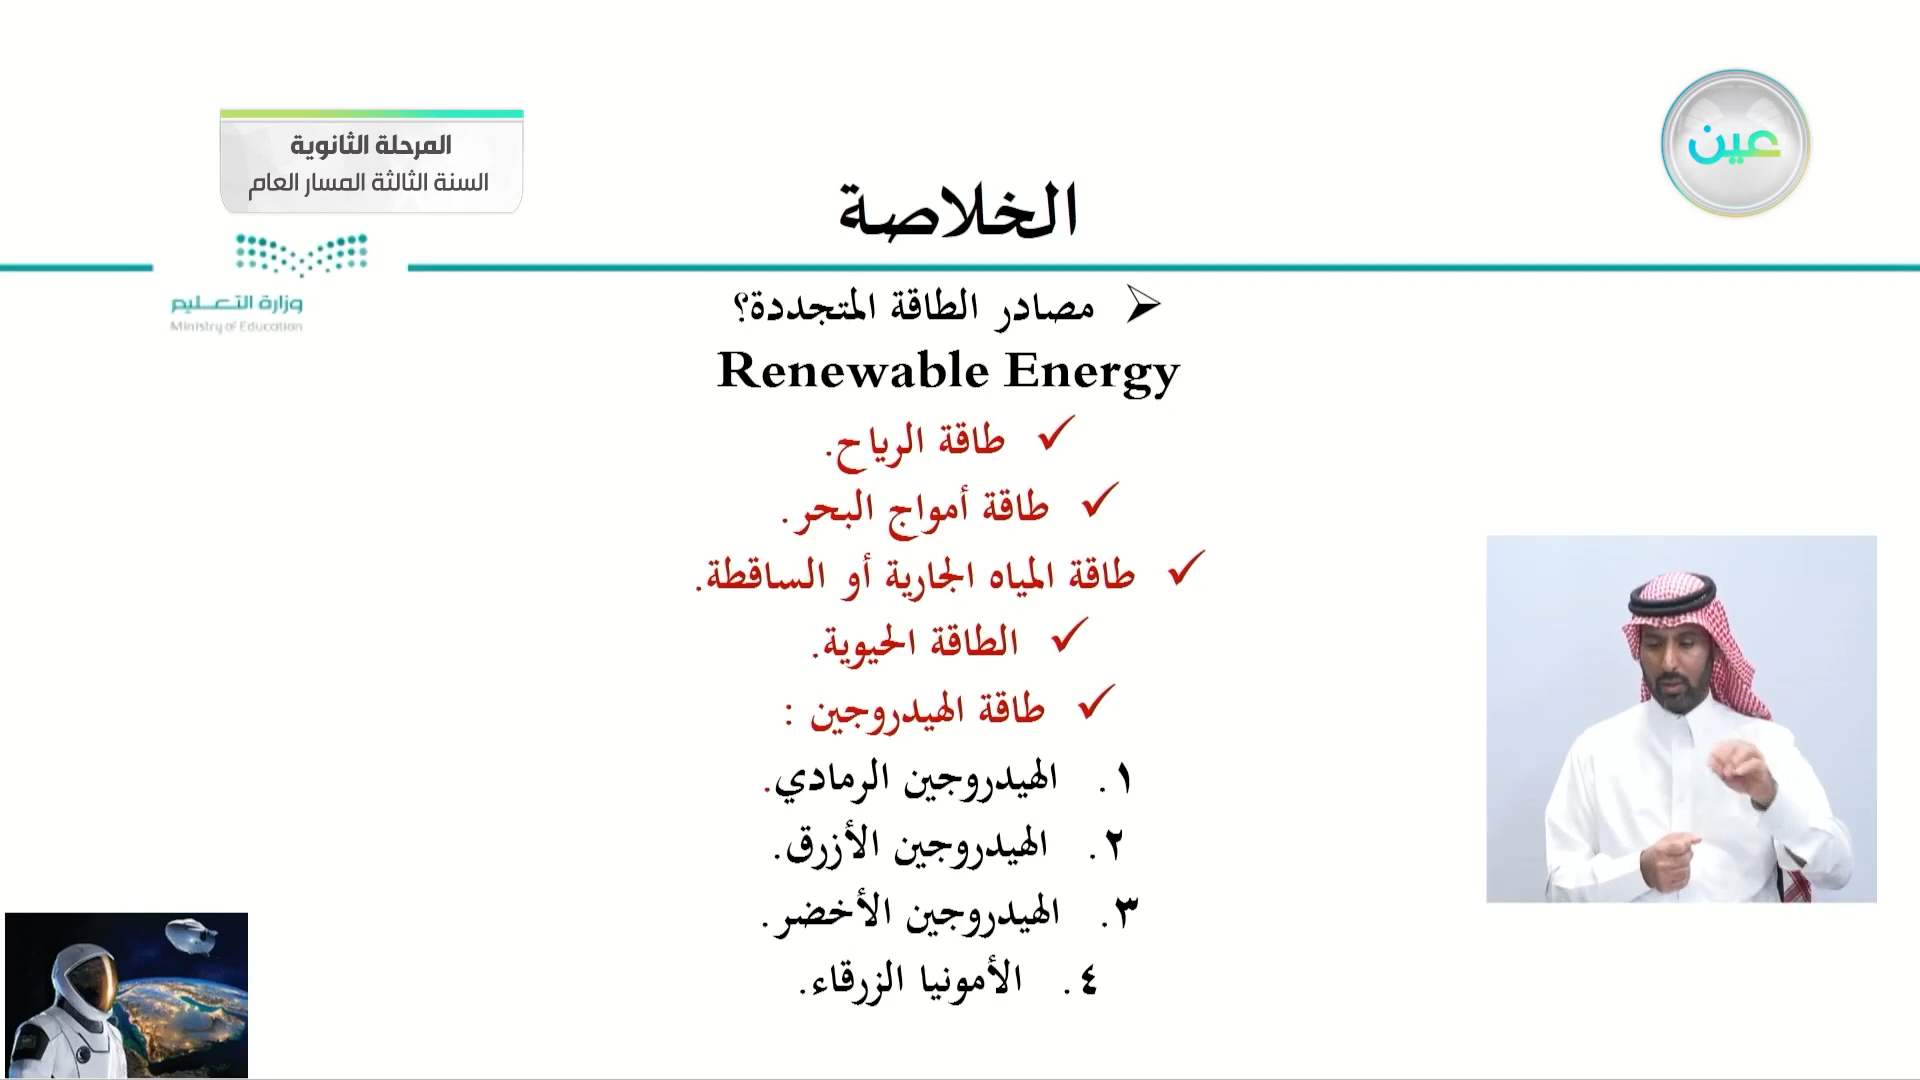 عين
المرحلة الثانوية
السنة الثالثة المسار العام
الخلاصة
وزارة التعليم
Ministry of Education
مصادر الطاقة المتجددة؟
Renewable Energy
طاقة الرياح.
طاقة أمواج البحر.
طاقة المياه الجارية أو الساقطة.
الطاقة الحيوية.
طاقة الهيدروجين :
١. الهيدروجين الرمادي.
٢. الهيدروجين الأزرق.
٣. الهيدروجين الأخضر.
٤. الأمونيا الزرقاء.